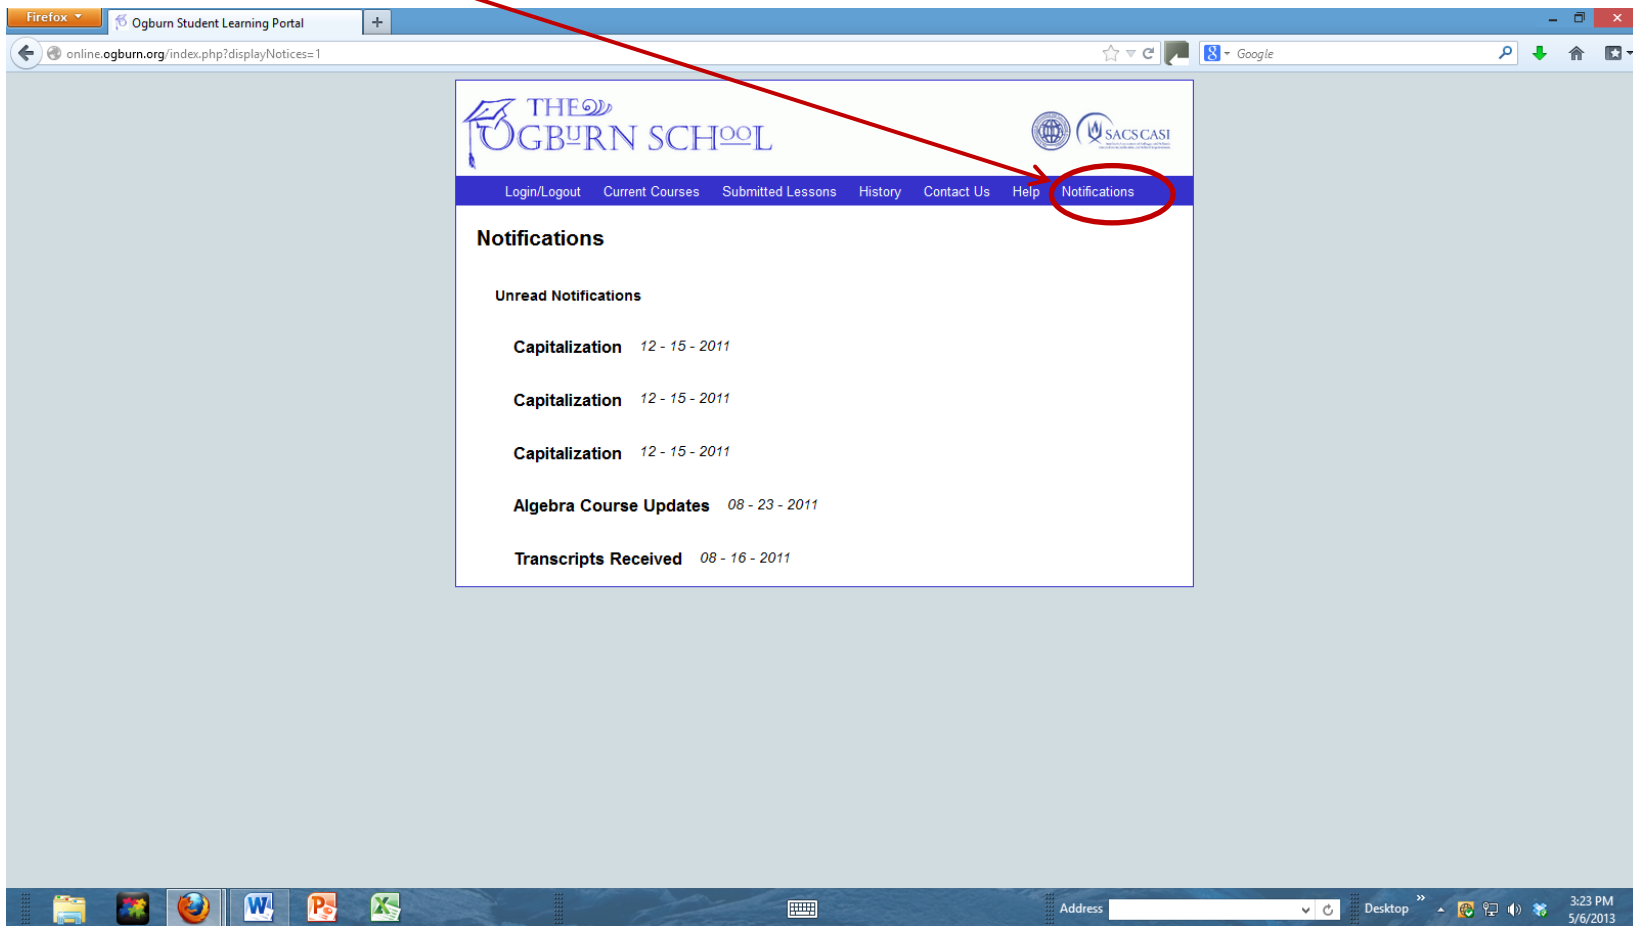 Firefox
Ogburn Student Learning Portal
online.ogburn.org/index.php?displayNotices=1
Google
THE
OGBURN SCHOOL
SACS CASI
Login/Logout Current Courses Submitted Lessons History Contact Us Help Notifications
Notifications
Unread Notifications
Capitalization 12 - 15 - 2011
Capitalization 12 - 15 - 2011
Capitalization 12 - 15 - 2011
Algebra Course Updates 08 - 23 - 2011
Transcripts Received 08 - 16 - 2011
Address
Desktop
3:23 PM
5/6/2013